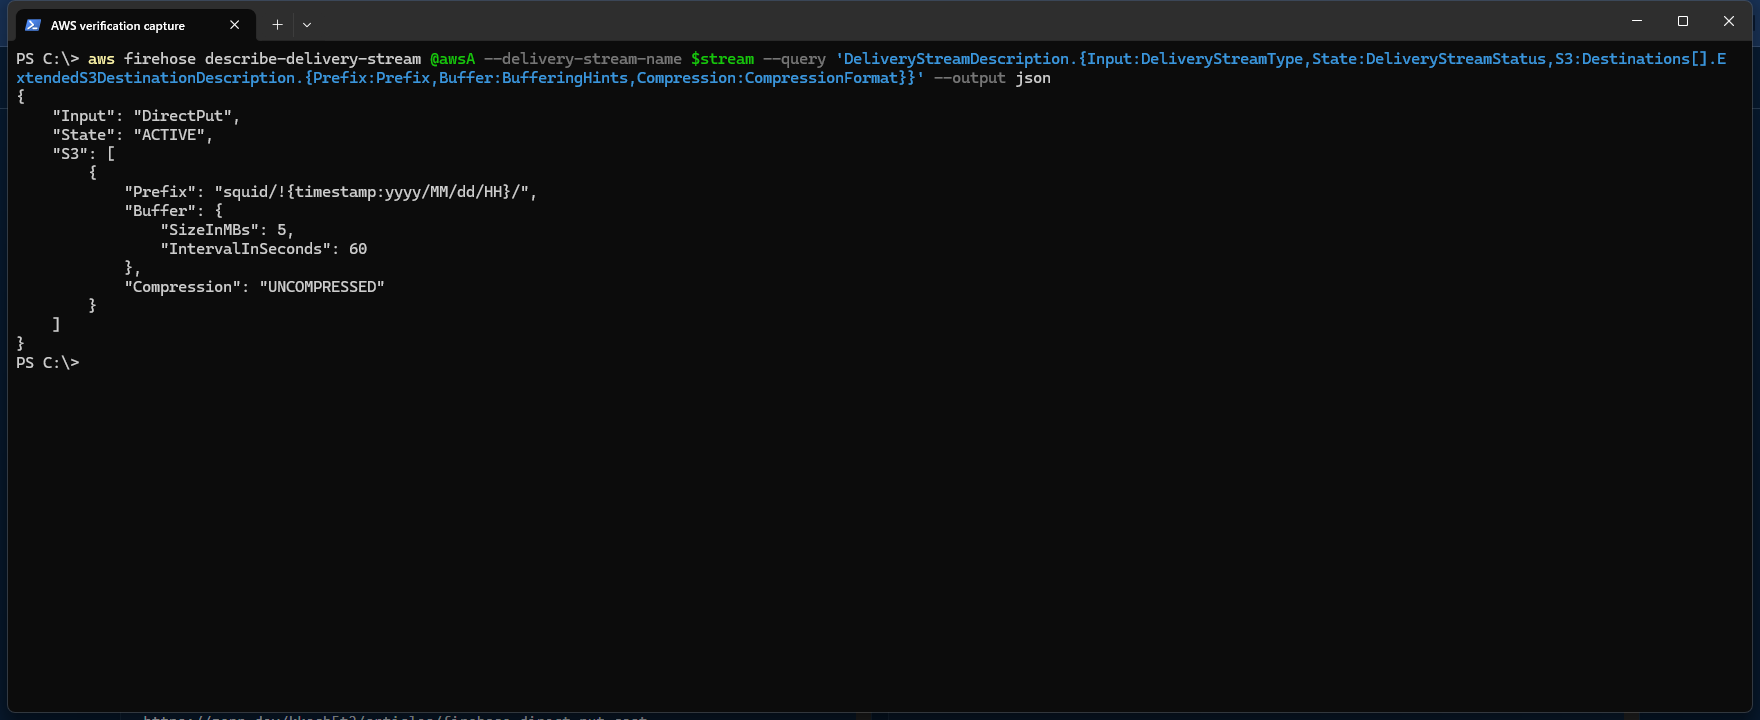 AWS verification capture
PS C:\> aws firehose describe-delivery-stream @awsA --delivery-stream-name $stream --query 'DeliveryStreamDescription.{Input:DeliveryStreamType,State:DeliveryStreamStatus,S3:Destinations[].E
xtendedS3DestinationDescription.{Prefix:Prefix,Buffer:BufferingHints,Compression:CompressionFormat}}' --output json
{
    "Input": "DirectPut",
    "State": "ACTIVE",
    "S3": [
        {
            "Prefix": "squid/!{timestamp:yyyy/MM/dd/HH}/",
            "Buffer": {
                "SizeInMBs": 5,
                "IntervalInSeconds": 60
            },
            "Compression": "UNCOMPRESSED"
        }
    ]
}
PS C:\>